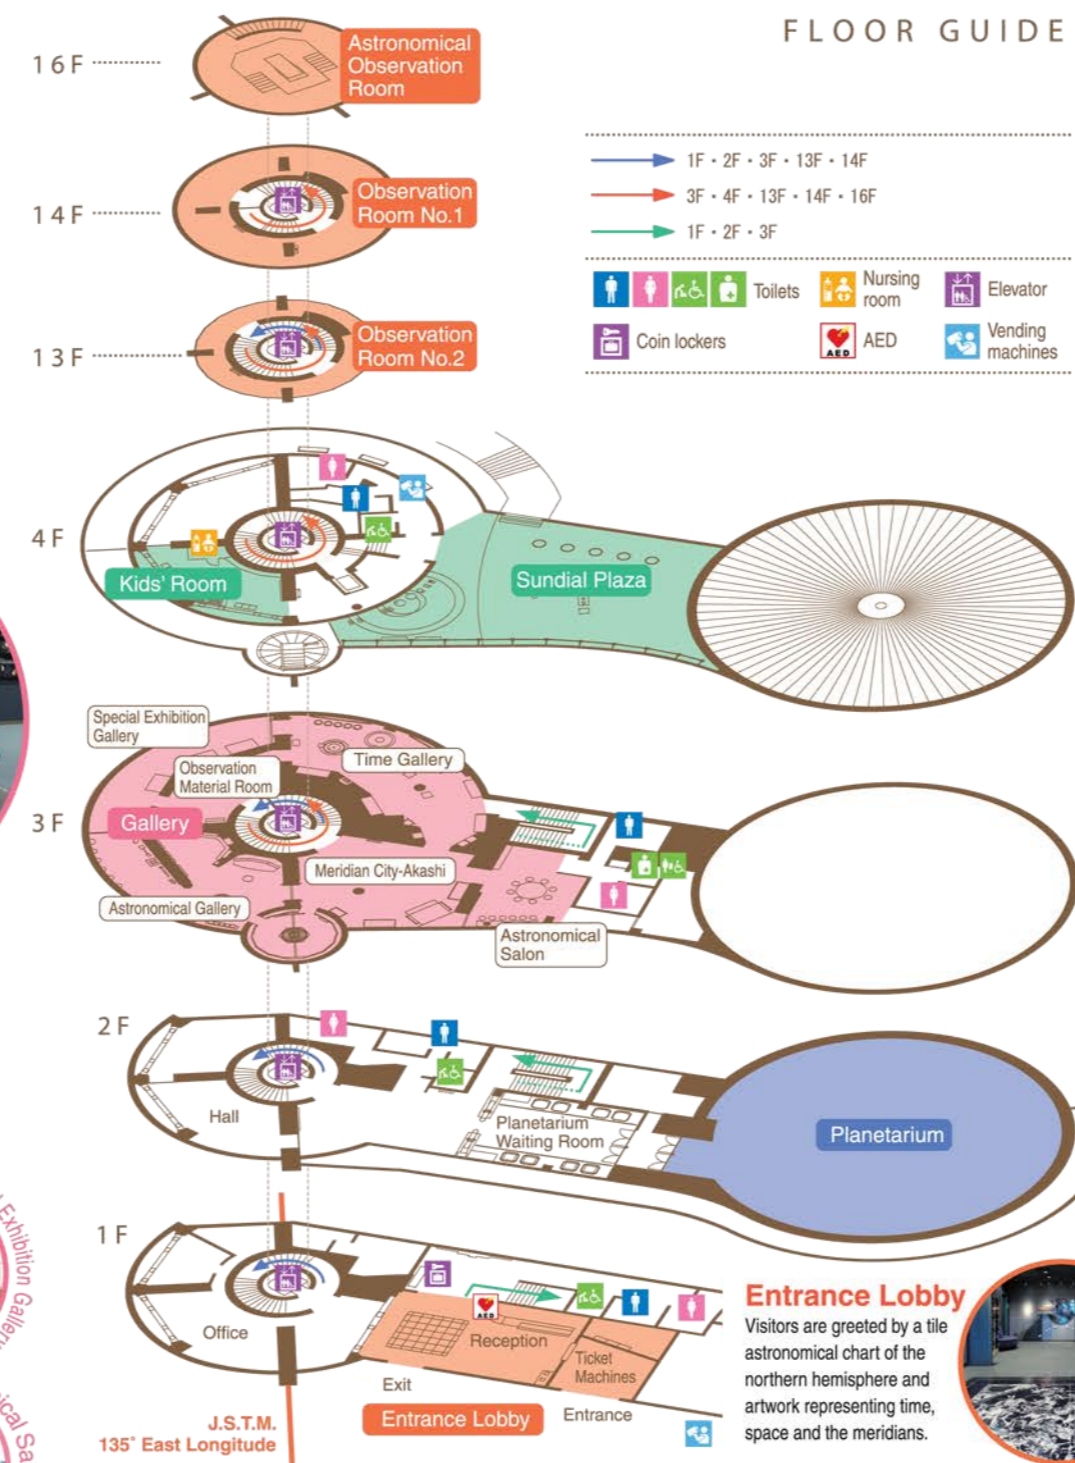 FLOOR GUIDE
16F
Astronomical
Observation
Room
1F・2F・3F・13F・14F
3F・4F・13F・14F・16F
1F・2F・3F
14F
Observation
Room No.1
Toilets
Nursing
room
Elevator
Coin lockers
AED
AED
Vending
machines
13F
Observation
Room No.2
4F
Kids' Room
Sundial Plaza
Special Exhibition
Gallery
Time Gallery
Observation
Material Room
3F
Gallery
Meridian City-Akashi
Astronomical Gallery
Astronomical
Salon
2F
Hall
Planetarium
Waiting Room
Planetarium
1F
Office
AED
Reception
Ticket
Machines
Exit
Entrance Lobby
Entrance
J.S.T.M.
135° East Longitude
Entrance Lobby
Visitors are greeted by a tile
astronomical chart of the
northern hemisphere and
artwork representing time,
space and the meridians.
Exhibition Gallery